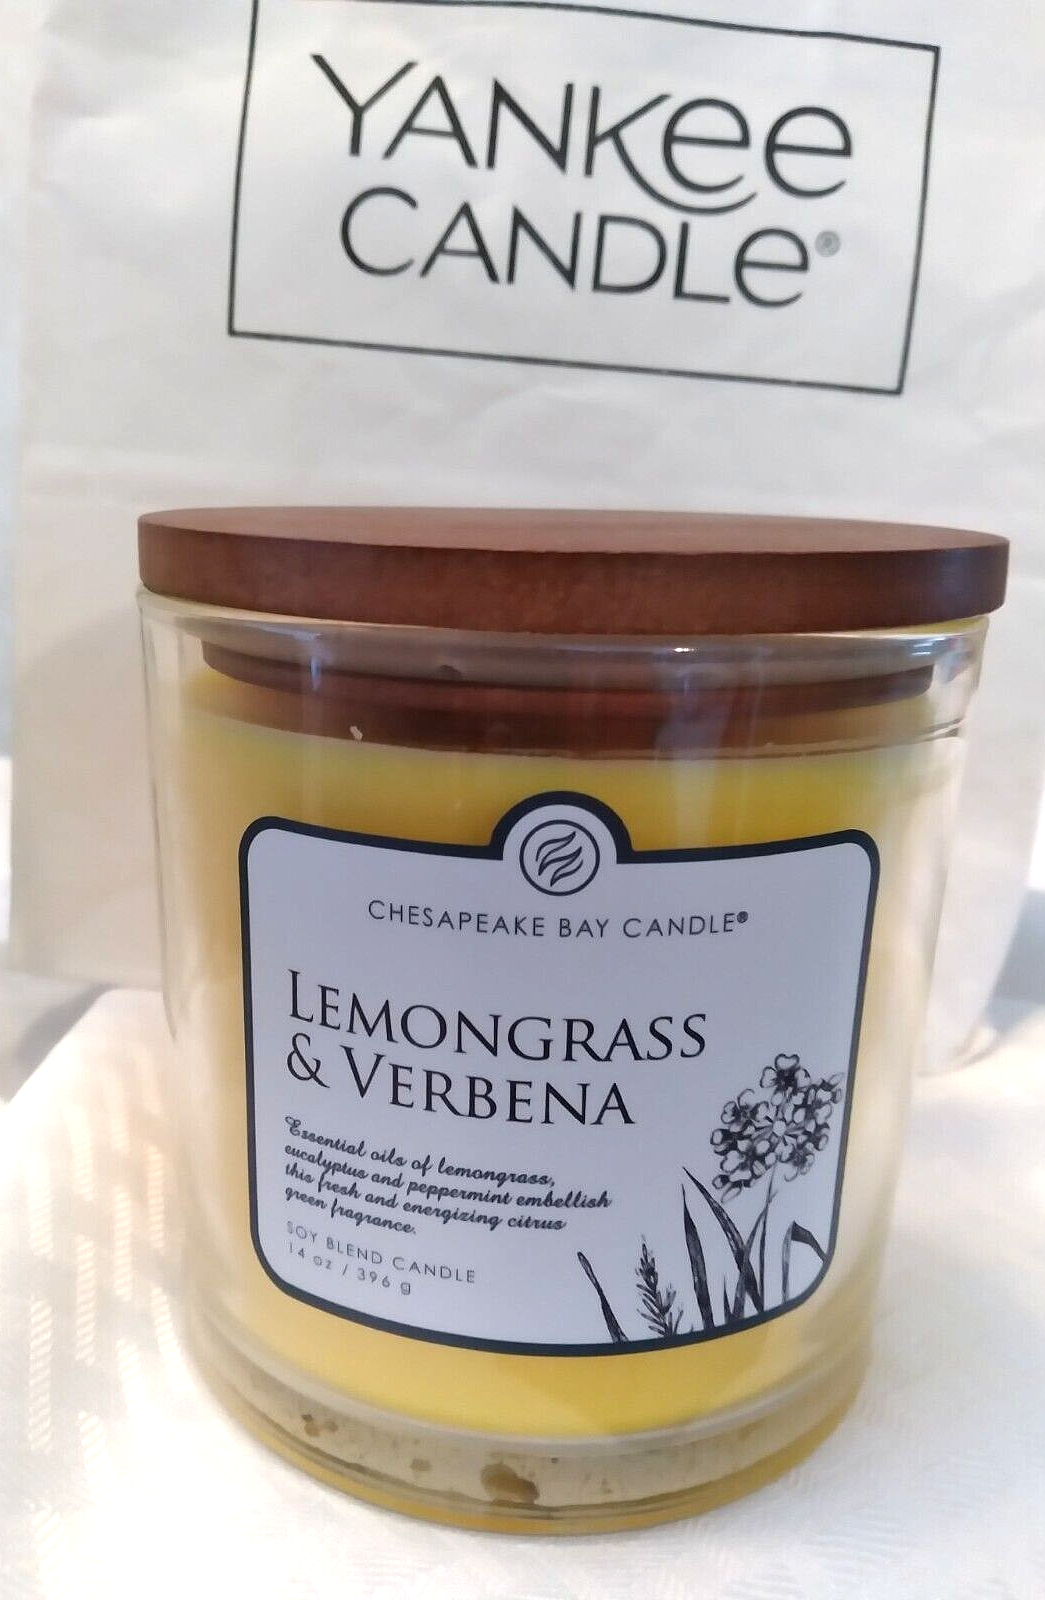 YANKee
CANDLe®
CHESAPEAKE BAY CANDLE®
LEMONGRASS
& VERBENA
Essential oils of lemongrass,
eucalyptus and peppermint embellish
this fresh and energizing citrus
green fragrance.
SOY BLEND CANDLE
14 oz / 396 g